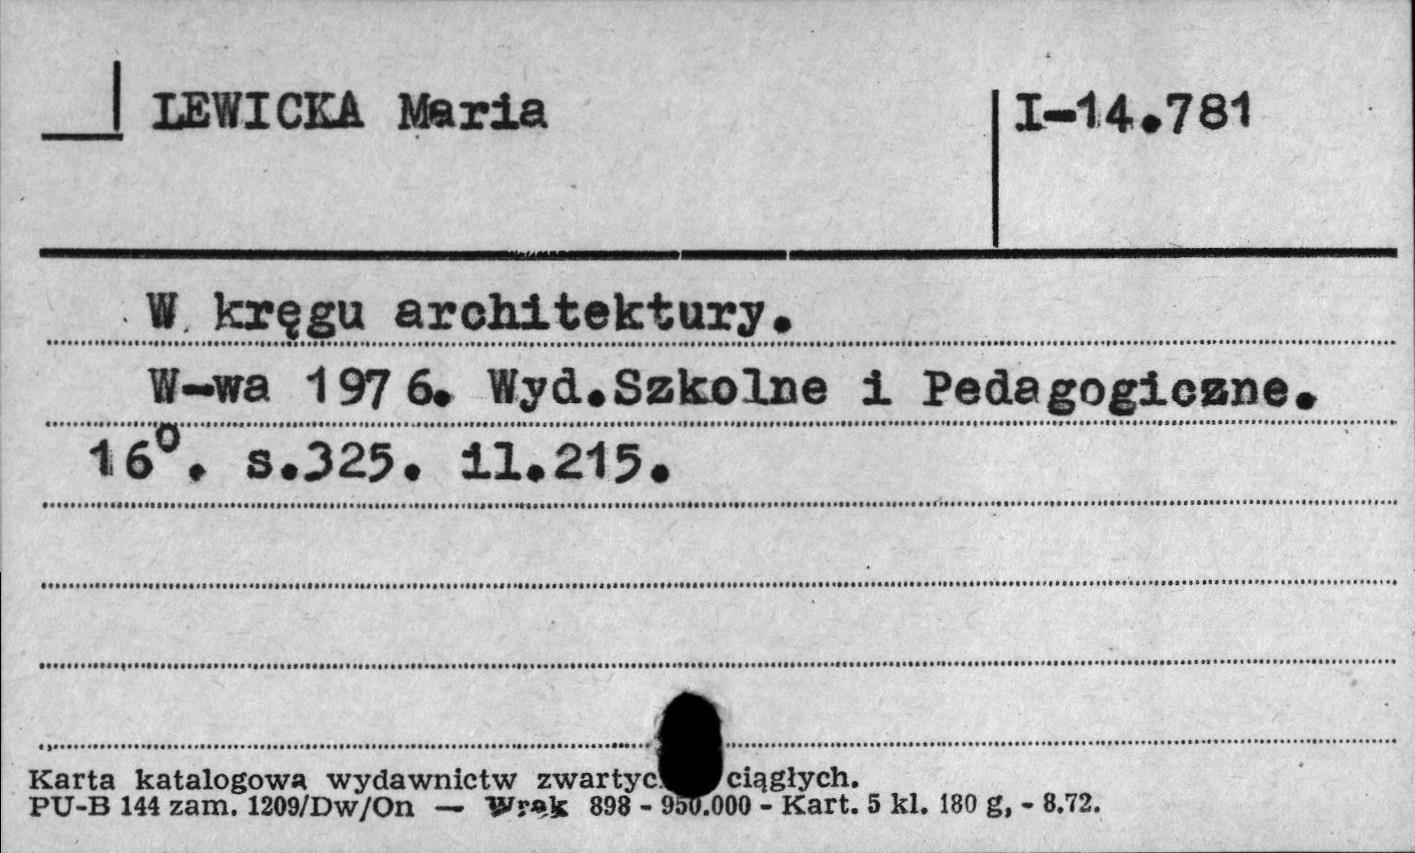 LEWICKA Maria
I-14.781
W kręgu architektury.
W-wa 1976. Wyd.Szkolne i Pedagogiczne.
16°. s.325. il.215.
Karta katalogowa wydawnictw ciągłych.
PU-B 144 zam. 1209/Dw/On — 898 - 950.000 - Kart. 5 kl. 180 g, - 8.72.